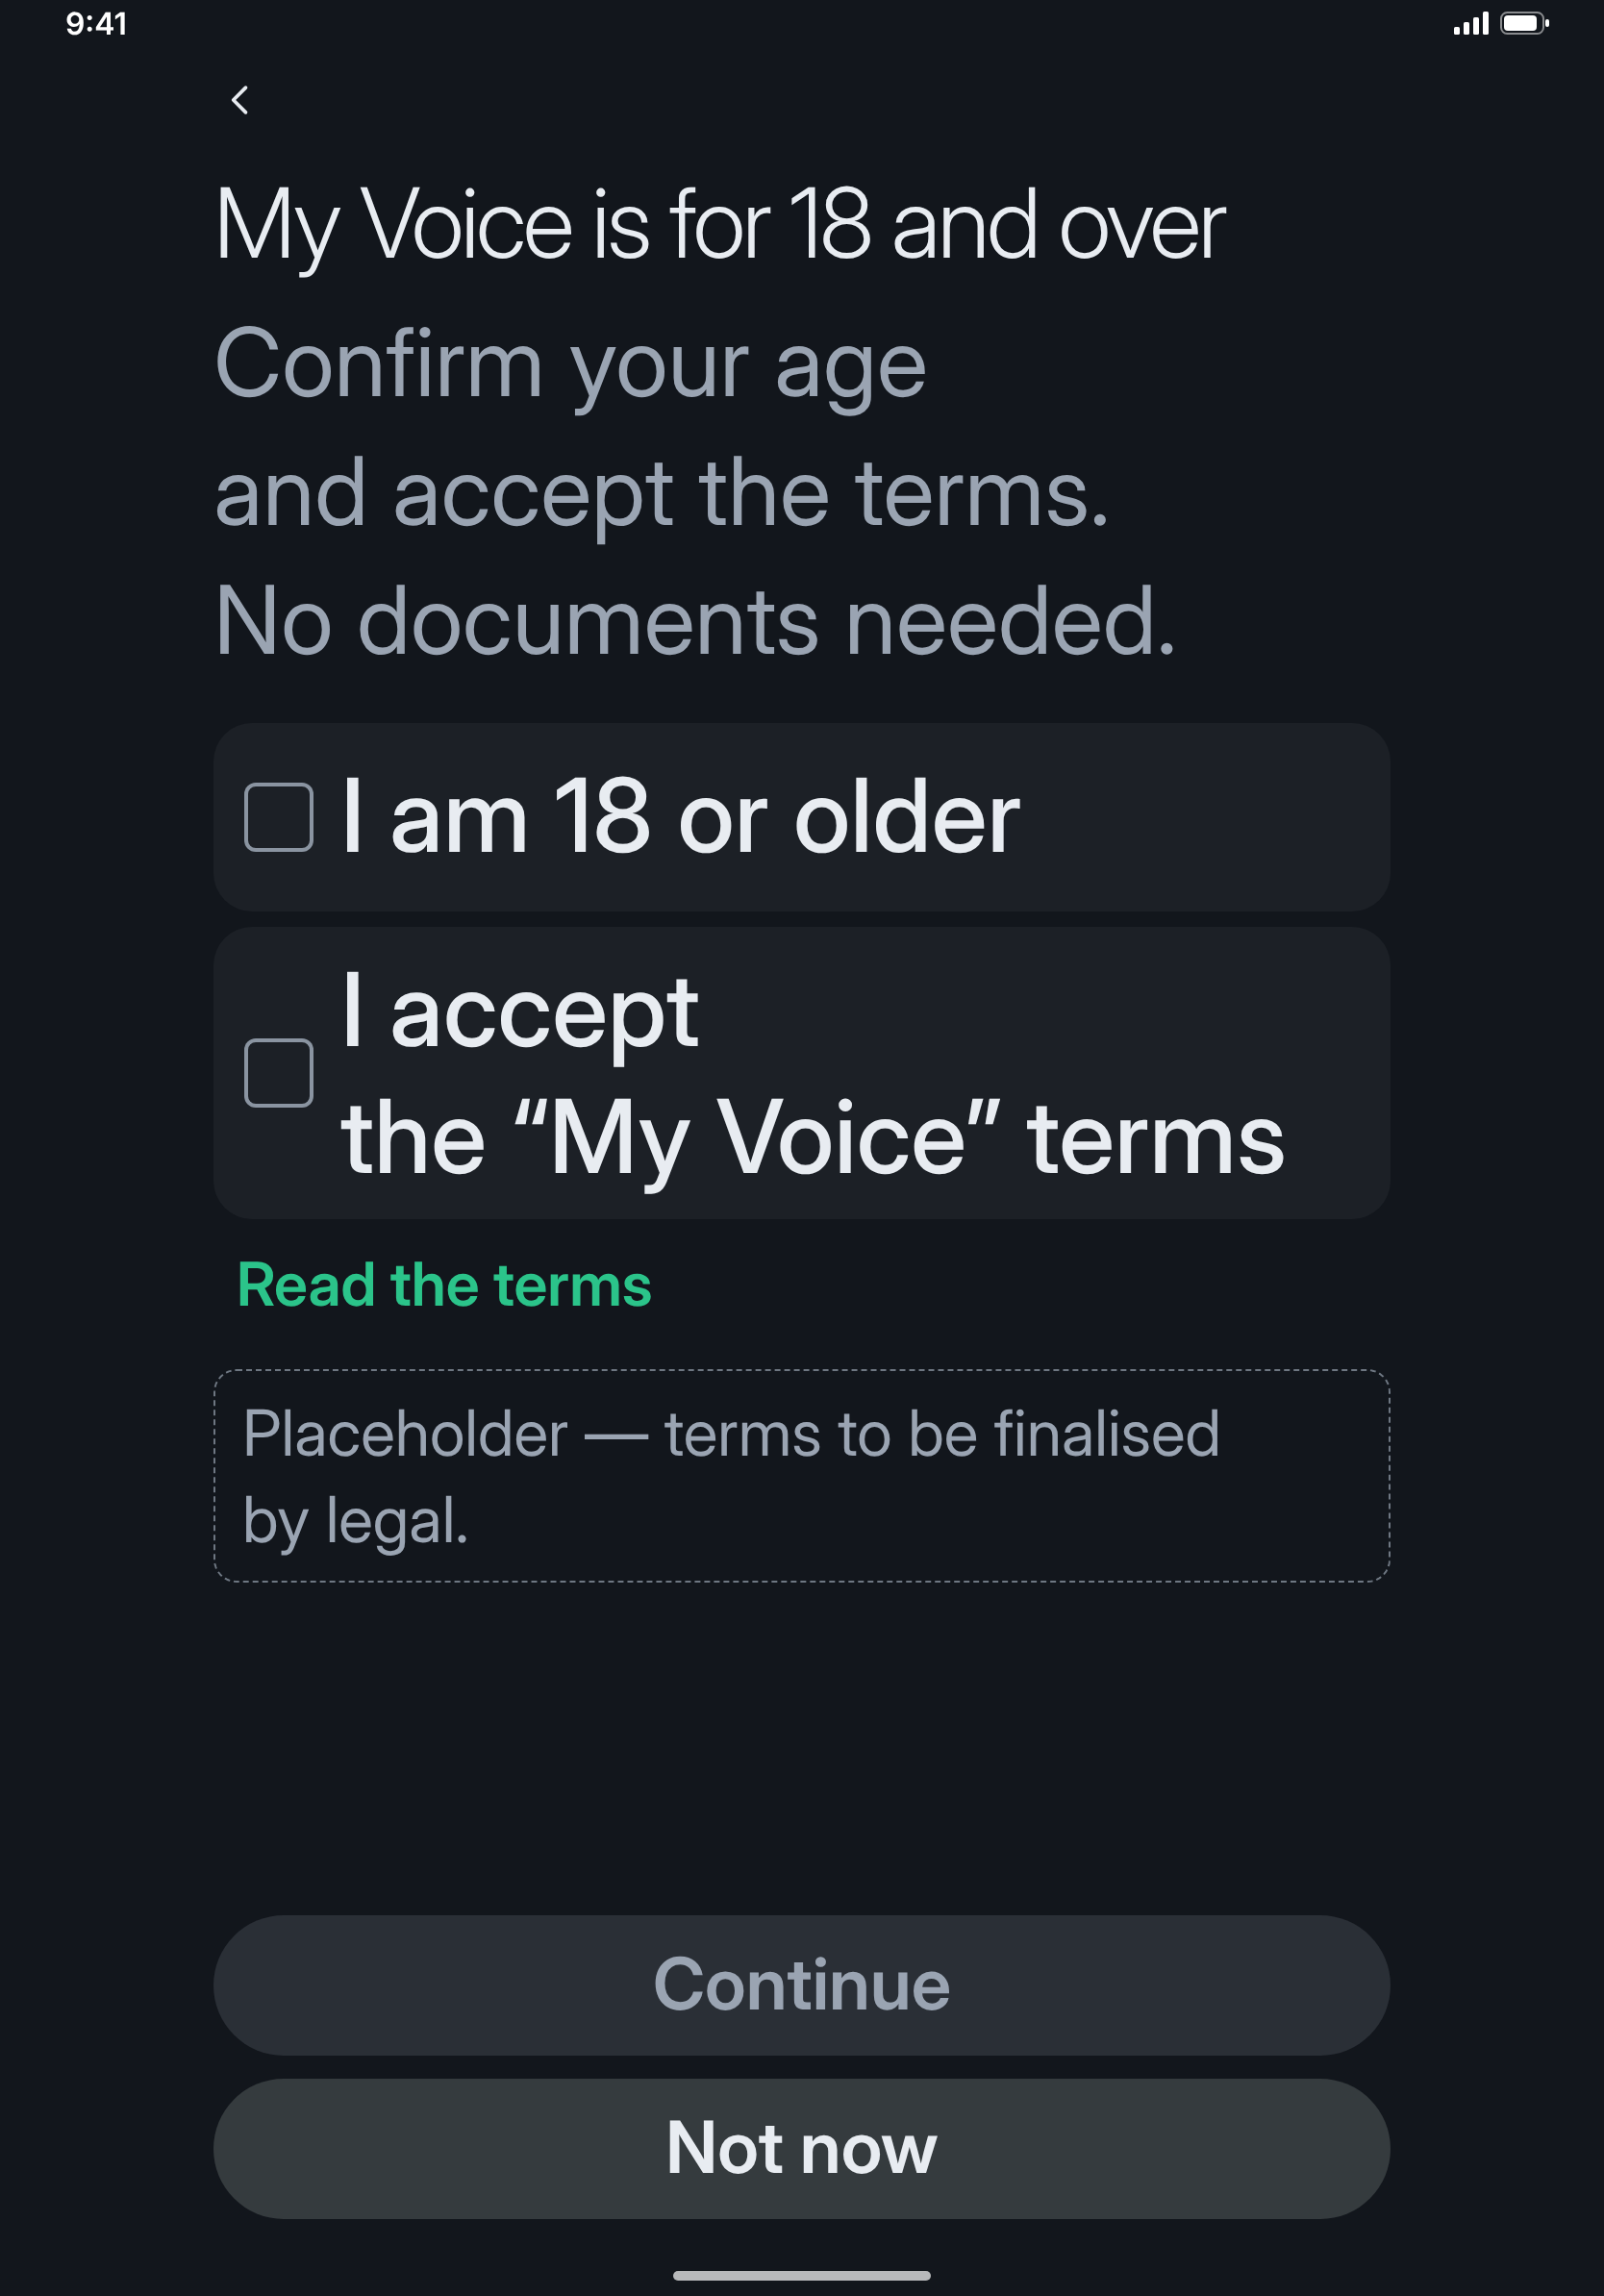 9:41
My Voice is for 18 and over
Confirm your age
and accept the terms.
No documents needed.
I am 18 or older
I accept
the “My Voice” terms
Read the terms
Placeholder — terms to be finalised
by legal.
Continue
Not now